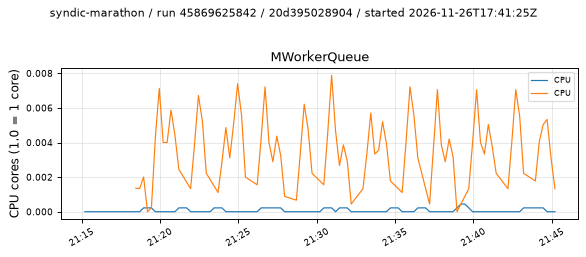 syndic-marathon / run 45869625842 / 20d395028904 / started 2026-11-26T17:41:25Z
MWorkerQueue
CPU cores (1.0 = 1 core)
0.008
0.006
0.004
0.002
0.000
CPU
CPU
21:15
21:20
21:25
21:30
21:35
21:40
21:45